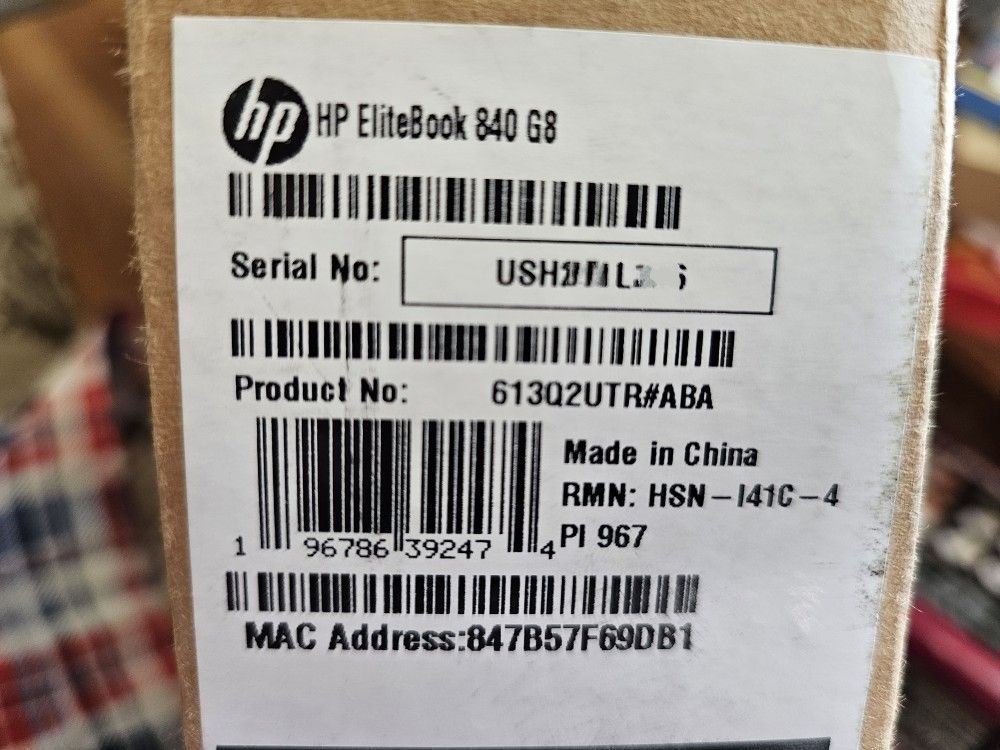 hp HP EliteBook 840 G8
Serial No:
Product No: 613Q2UTR#ABA
Made in China
RMN: HSN-I41C-4
PI 967
1 96786 39247 4
MAC Address:847B57F69DB1